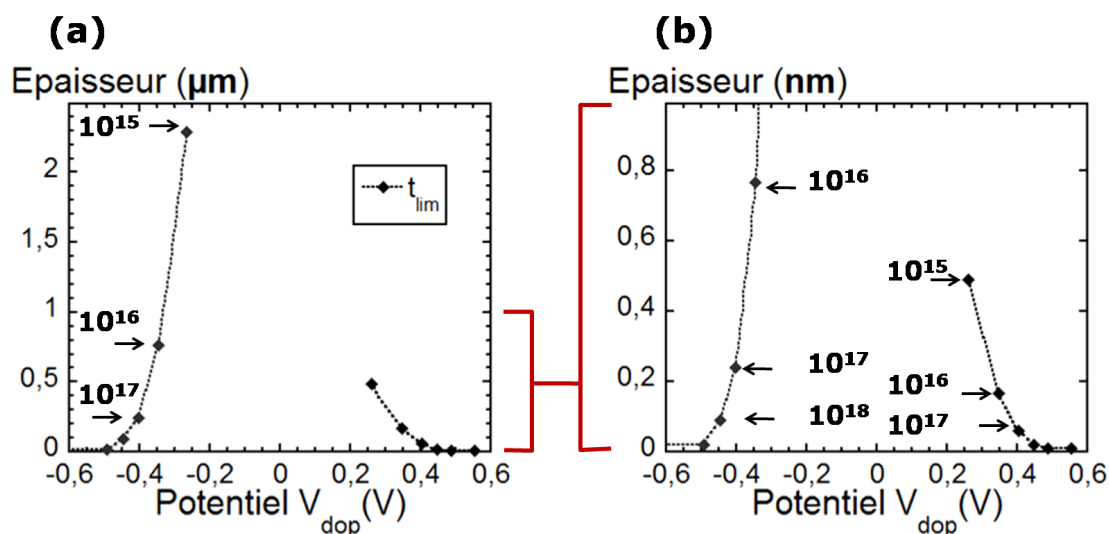 (a)
Epaisseur (µm)
2
1,5
1
0,5
0
10¹⁵
10¹⁶
10¹⁷
t_lim
-0,6 -0,4 -0,2 0 0,2 0,4 0,6
Potentiel V_dop(V)
(b)
Epaisseur (nm)
0,8
0,6
0,4
0,2
0
10¹⁶
10¹⁵
10¹⁷
10¹⁶
10¹⁸
10¹⁷
-0,6 -0,4 -0,2 0 0,2 0,4 0,6
Potentiel V_dop(V)